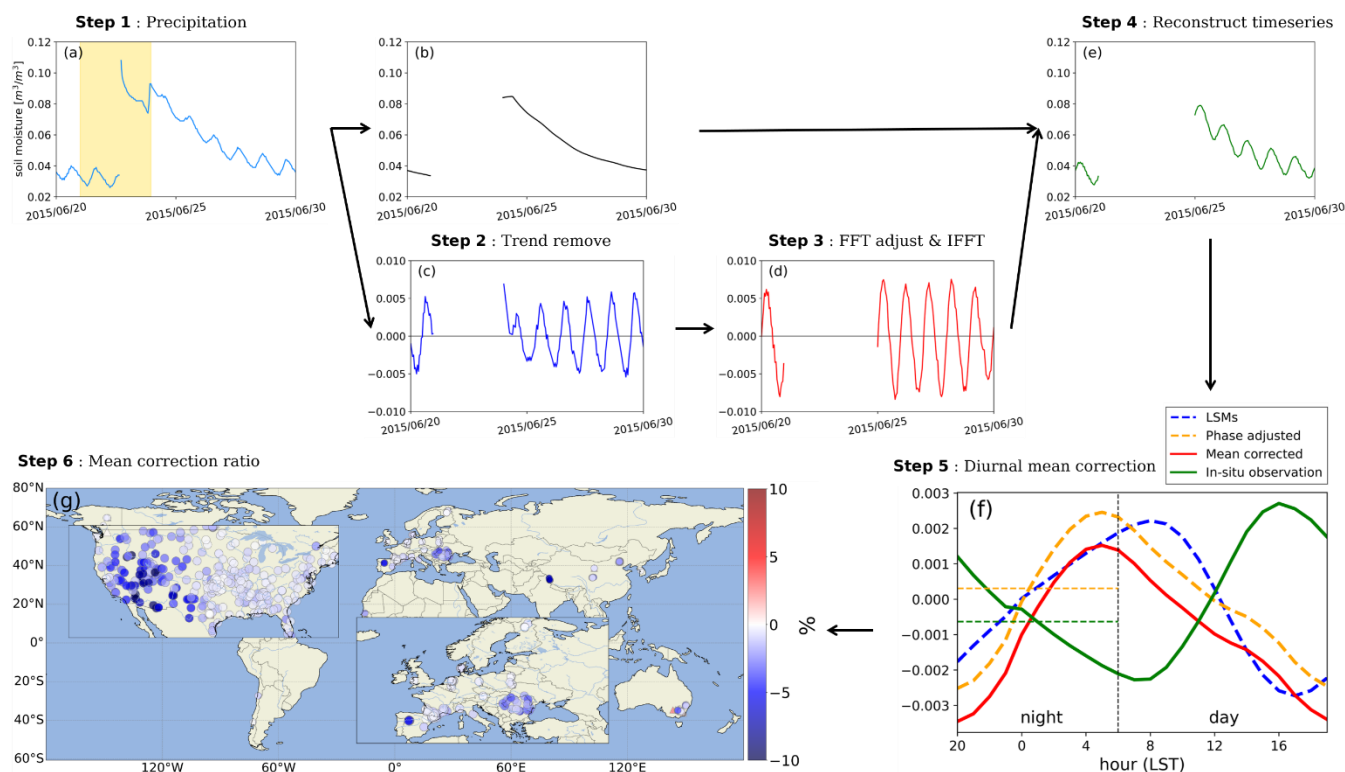 Step 1 : Precipitation
Step 4 : Reconstruct timeseries
(a)
soil moisture [m³/m³]
0.12
0.10
0.08
0.06
0.04
0.02
2015/06/20
2015/06/25
2015/06/30
(b)
0.12
0.10
0.08
0.06
0.04
0.02
2015/06/20
2015/06/25
2015/06/30
(e)
0.12
0.10
0.08
0.06
0.04
0.02
2015/06/20
2015/06/25
2015/06/30
Step 2 : Trend remove
(c)
0.010
0.005
0.000
−0.005
−0.010
2015/06/20
2015/06/25
2015/06/30
Step 3 : FFT adjust & IFFT
(d)
0.010
0.005
0.000
−0.005
−0.010
2015/06/20
2015/06/25
2015/06/30
LSMs
Phase adjusted
Mean corrected
In-situ observation
Step 6 : Mean correction ratio
(g)
80°N
60°N
40°N
20°N
0°
20°S
40°S
60°S
120°W
60°W
0°E
60°E
120°E
10
5
0
−5
−10
%
Step 5 : Diurnal mean correction
(f)
0.003
0.002
0.001
0.000
−0.001
−0.002
−0.003
night
day
20
0
4
8
12
16
hour (LST)